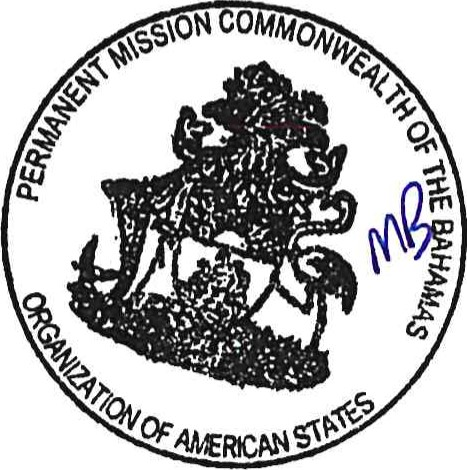 PERMANENT MISSION COMMONWEALTH OF THE BAHAMAS
ORGANIZATION OF AMERICAN STATES
MB